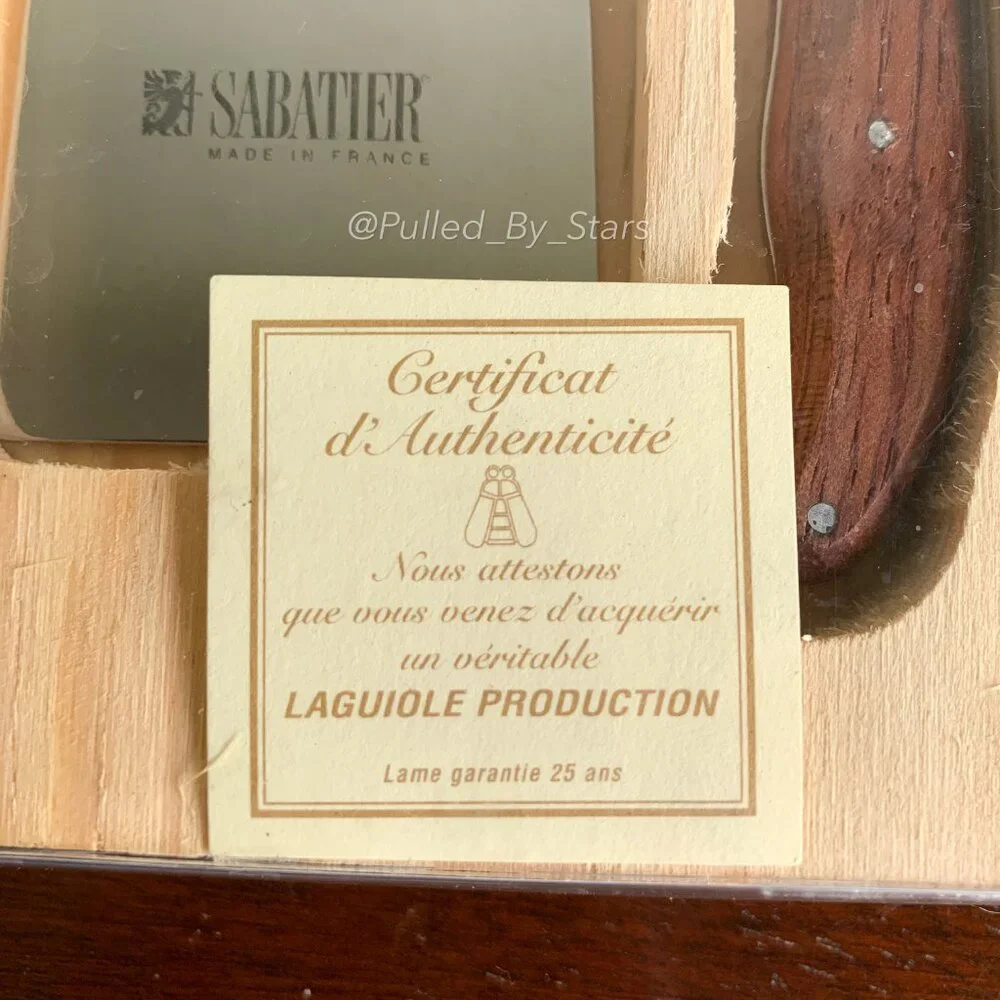 SABATIER®
MADE IN FRANCE
@Pulled_By_Stars
Certificat
d'Authenticité
Nous attestons
que vous venez d'acquérir
un véritable
LAGUIOLE PRODUCTION
Lame garantie 25 ans